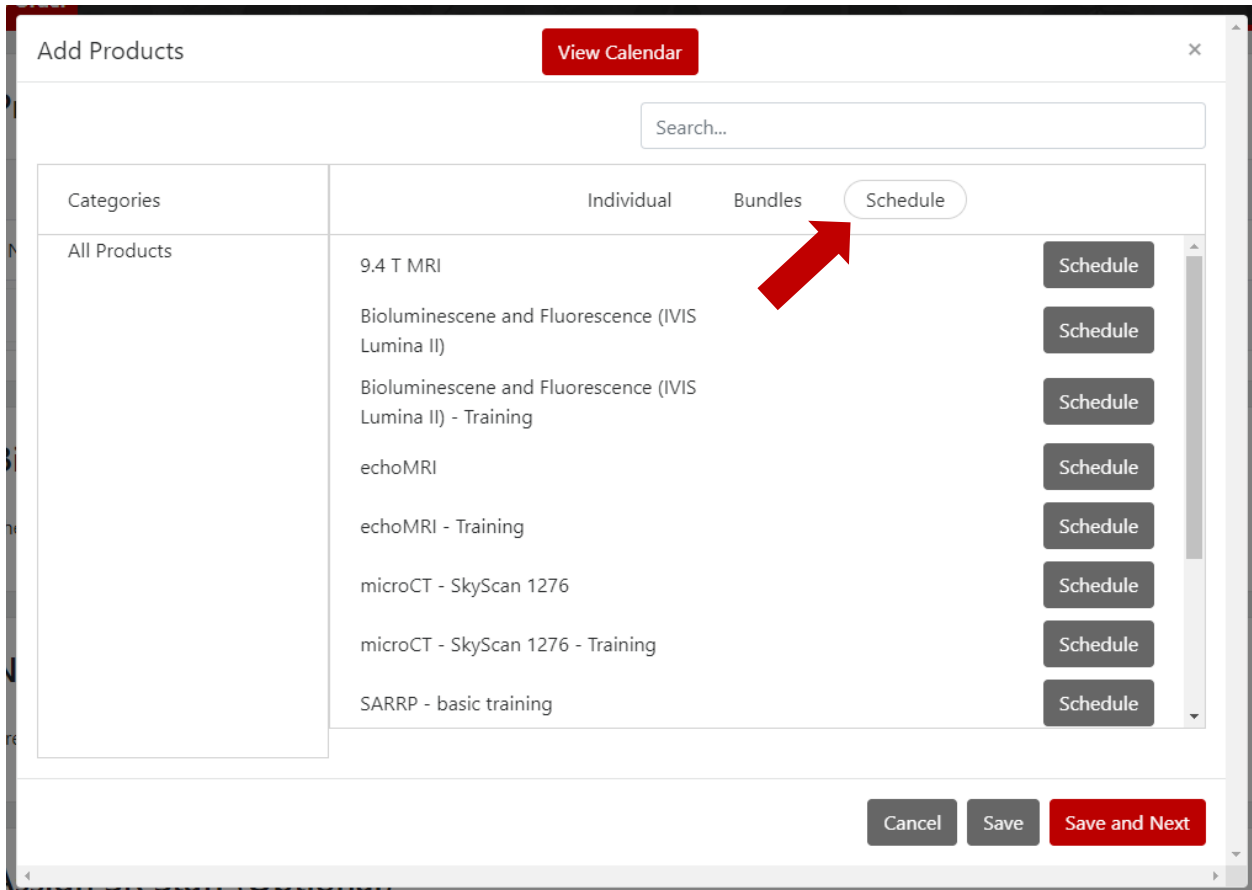 Add Products
View Calendar
×
Search...
Categories
Individual
Bundles
Schedule
All Products
9.4 T MRI
Schedule
Bioluminescene and Fluorescence (IVIS
Lumina II)
Schedule
Bioluminescene and Fluorescence (IVIS
Lumina II) - Training
Schedule
echoMRI
Schedule
echoMRI - Training
Schedule
microCT - SkyScan 1276
Schedule
microCT - SkyScan 1276 - Training
Schedule
SARRP - basic training
Schedule
Cancel
Save
Save and Next